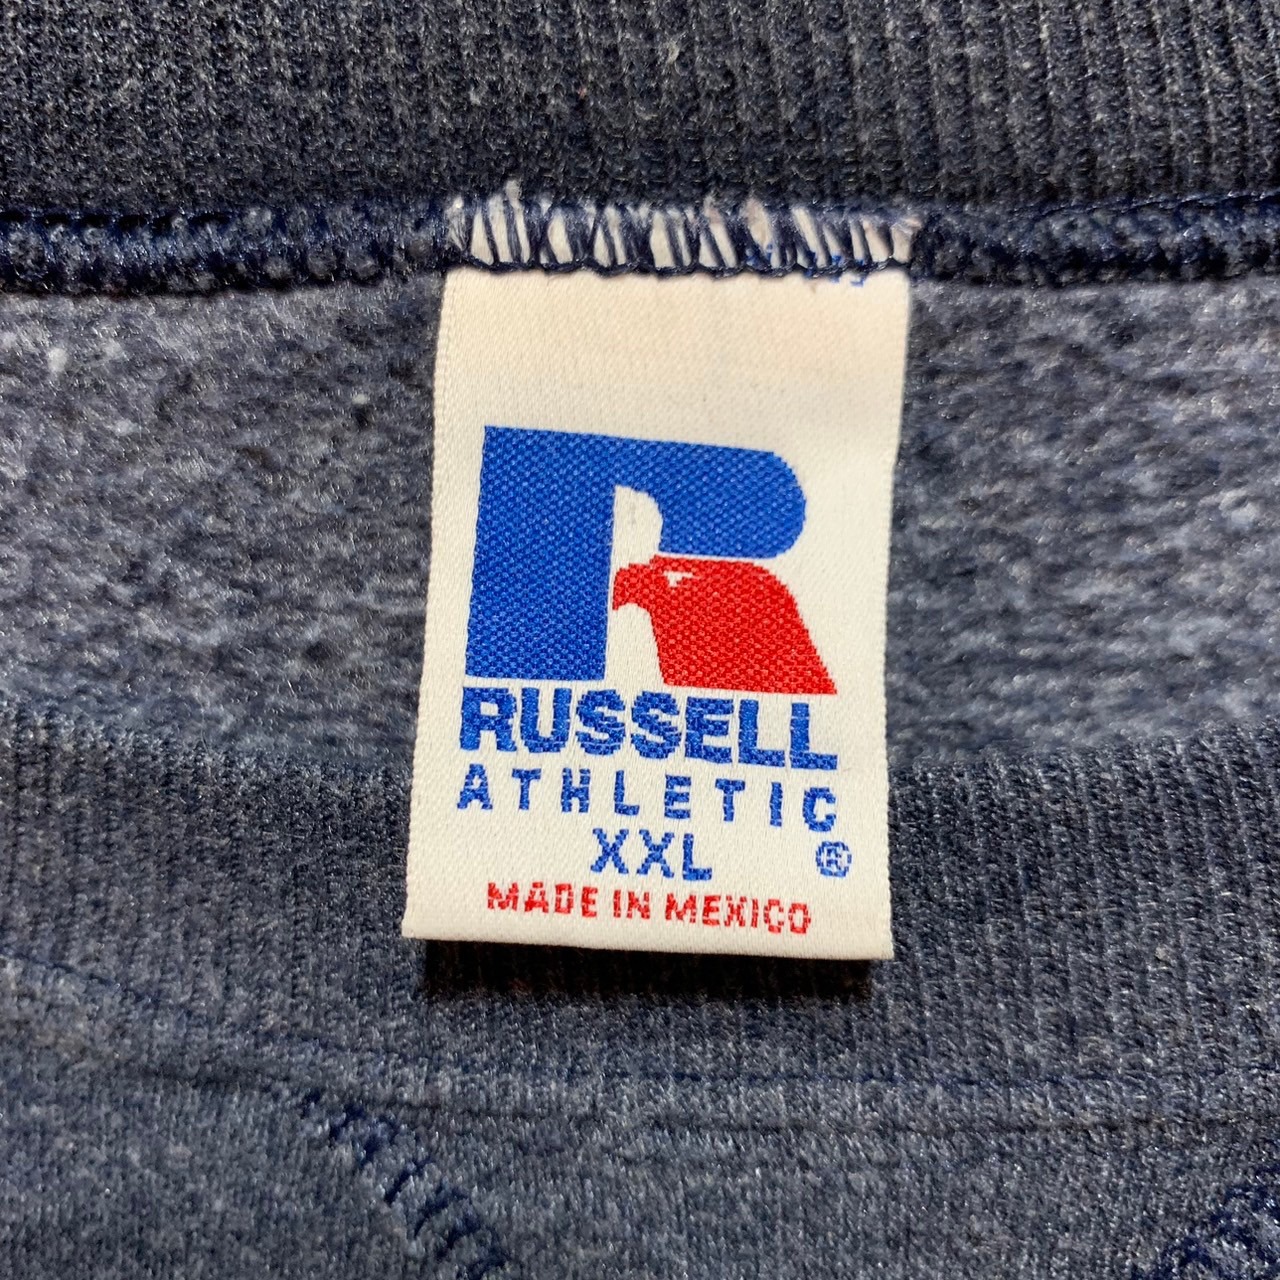 RUSSELL
ATHLETIC
XXL ®
MADE IN MEXICO